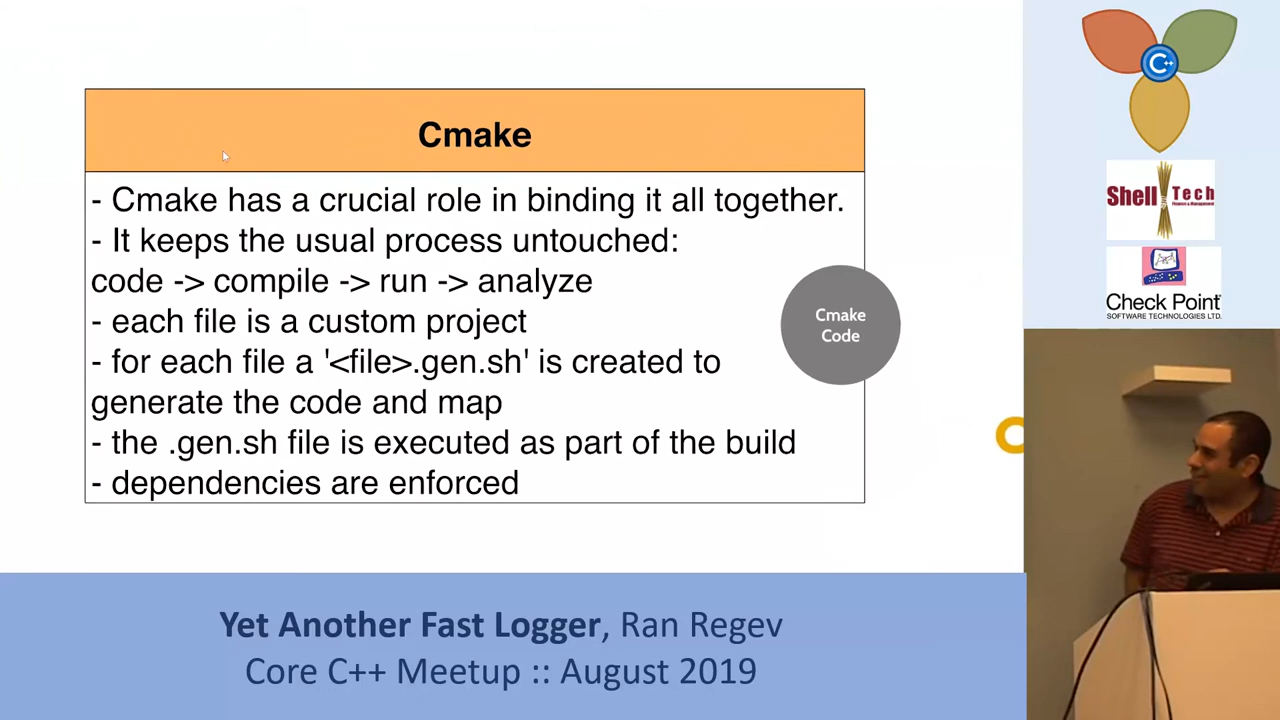 Cmake
- Cmake has a crucial role in binding it all together.
- It keeps the usual process untouched:
code -> compile -> run -> analyze
- each file is a custom project
- for each file a '<file>.gen.sh' is created to
generate the code and map
- the .gen.sh file is executed as part of the build
- dependencies are enforced
Cmake
Code
Yet Another Fast Logger, Ran Regev
Core C++ Meetup :: August 2019
C++
Shell Tech
Finance & Management
Check Point
SOFTWARE TECHNOLOGIES LTD.